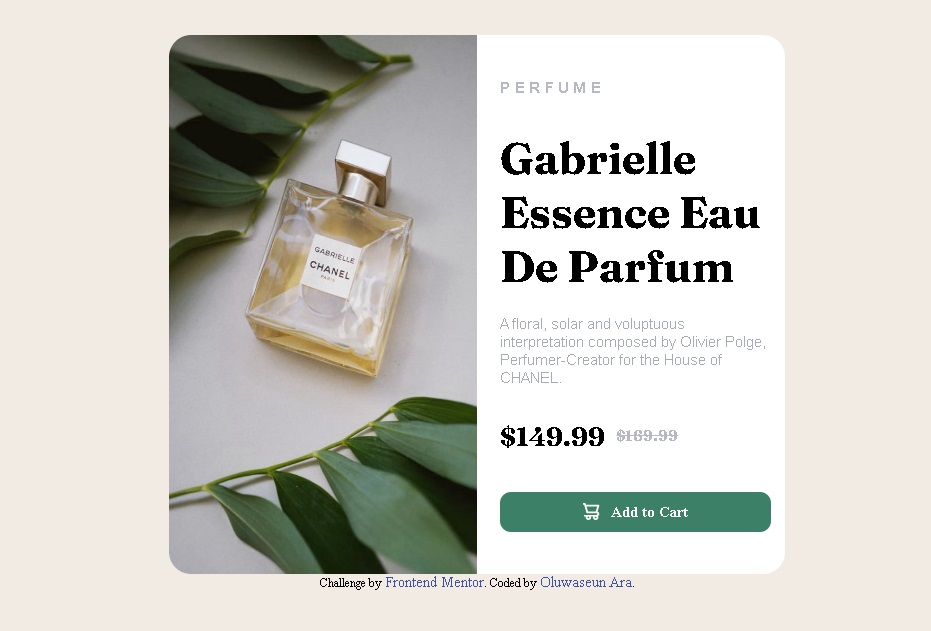 GABRIELLE
CHANEL
PARIS
PERFUME
Gabrielle
Essence Eau
De Parfum
A floral, solar and voluptuous
interpretation composed by Olivier Polge,
Perfumer-Creator for the House of
CHANEL.
$149.99 $169.99
Add to Cart
Challenge by Frontend Mentor. Coded by Oluwaseun Ara.